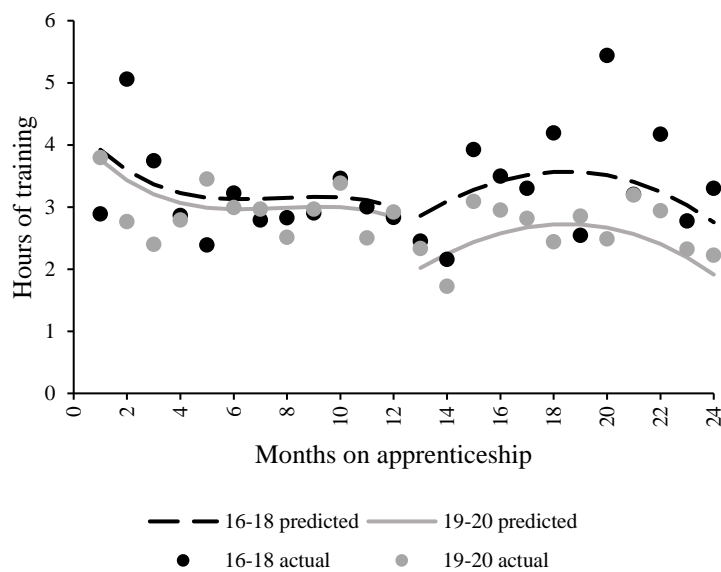 6
5
4
3
2
1
0
Hours of training
0 2 4 6 8 10 12 14 16 18 20 22 24
Months on apprenticeship
16-18 predicted 19-20 predicted
16-18 actual 19-20 actual